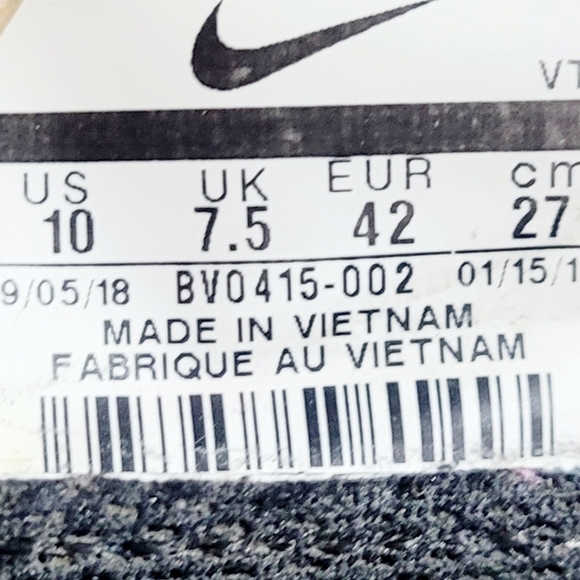 VT
US UK EUR cm
10 7.5 42 27
9/05/18 BV0415-002 01/15/1
MADE IN VIETNAM
FABRIQUE AU VIETNAM